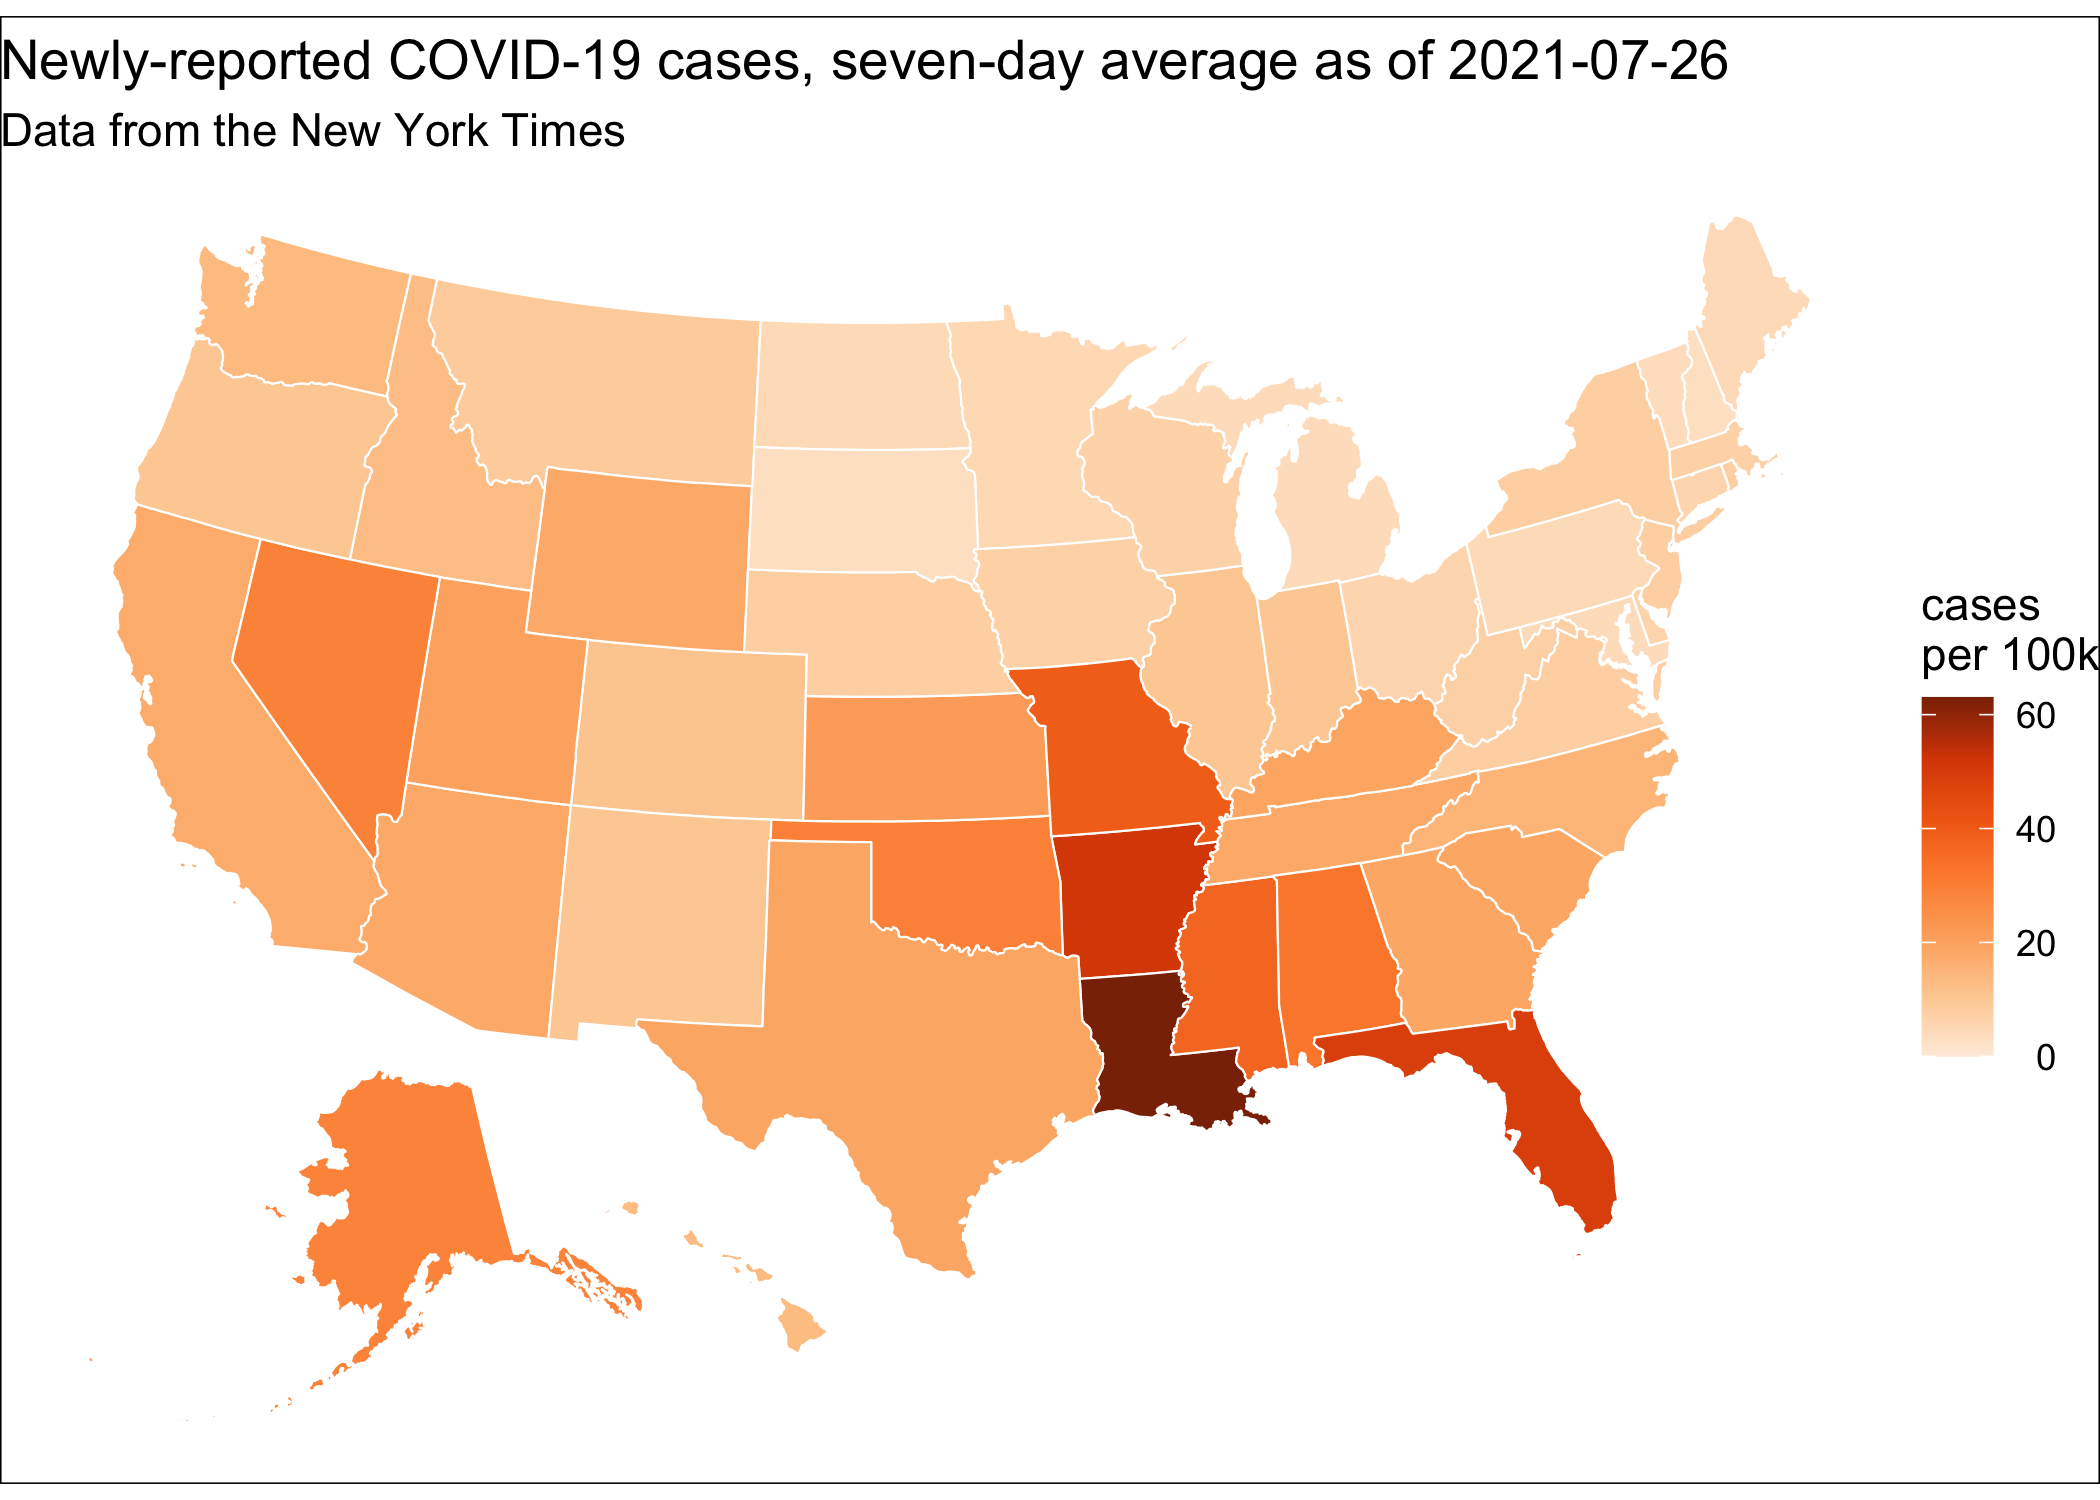 Newly-reported COVID-19 cases, seven-day average as of 2021-07-26
Data from the New York Times
cases
per 100k
60
40
20
0